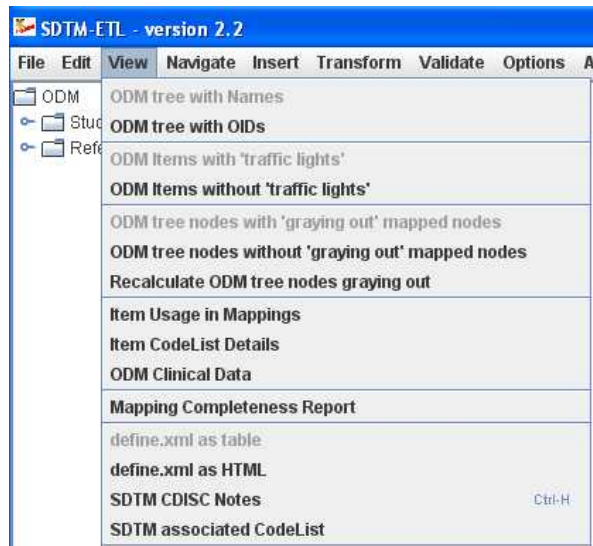 SDTM-ETL - version 2.2
File Edit View Navigate Insert Transform Validate Options
ODM
ODM tree with Names
ODM tree with OIDs
ODM Items with 'traffic lights'
ODM Items without 'traffic lights'
ODM tree nodes with 'graying out' mapped nodes
ODM tree nodes without 'graying out' mapped nodes
Recalculate ODM tree nodes graying out
Item Usage in Mappings
Item CodeList Details
ODM Clinical Data
Mapping Completeness Report
define.xml as table
define.xml as HTML
SDTM CDISC Notes Ctrl-H
SDTM associated CodeList